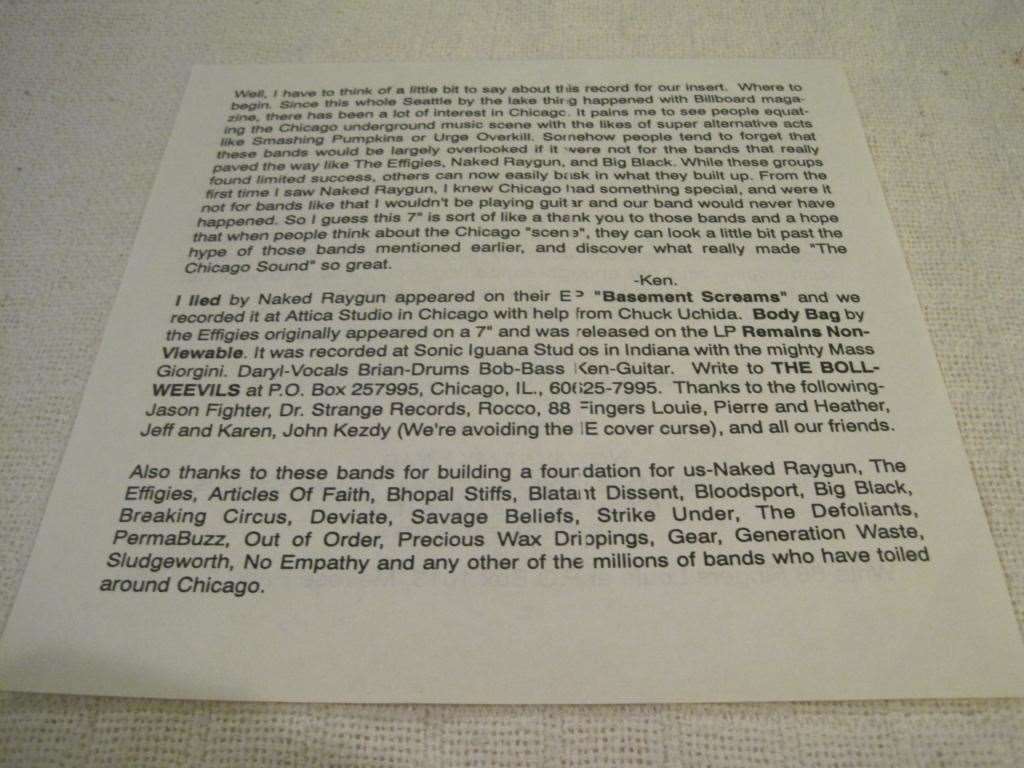 Well, I have to think of a little bit to say about this record for our insert. Where to
begin. Since this whole Seattle by the lake thing happened with Billboard maga-
zine, there has been a lot of interest in Chicago. It pains me to see people equat-
ing the Chicago underground music scene with the likes of super alternative acts
like Smashing Pumpkins or Urge Overkill. Somehow people tend to forget that
these bands would be largely overlooked if it were not for the bands that really
paved the way like The Effigies, Naked Raygun, and Big Black. While these groups
found limited success, others can now easily bask in what they built up. From the
first time I saw Naked Raygun, I knew Chicago had something special, and were it
not for bands like that I wouldn't be playing guitar and our band would never have
happened. So I guess this 7" is sort of like a thank you to those bands and a hope
that when people think about the Chicago "scene", they can look a little bit past the
hype of those bands mentioned earlier, and discover what really made "The
Chicago Sound" so great.
-Ken.
I lied by Naked Raygun appeared on their EP "Basement Screams" and we
recorded it at Attica Studio in Chicago with help from Chuck Uchida. Body Bag by
the Effigies originally appeared on a 7" and was released on the LP Remains Non-
Viewable. It was recorded at Sonic Iguana Studios in Indiana with the mighty Mass
Giorgini. Daryl-Vocals Brian-Drums Bob-Bass Ken-Guitar. Write to THE BOLL-
WEEVILS at P.O. Box 257995, Chicago, IL., 60625-7995. Thanks to the following-
Jason Fighter, Dr. Strange Records, Rocco, 88 Fingers Louie, Pierre and Heather,
Jeff and Karen, John Kezdy (We're avoiding the IE cover curse), and all our friends.
Also thanks to these bands for building a foundation for us-Naked Raygun, The
Effigies, Articles Of Faith, Bhopal Stiffs, Blatant Dissent, Bloodsport, Big Black,
Breaking Circus, Deviate, Savage Beliefs, Strike Under, The Defoliants,
PermaBuzz, Out of Order, Precious Wax Drippings, Gear, Generation Waste,
Sludgeworth, No Empathy and any other of the millions of bands who have toiled
around Chicago.